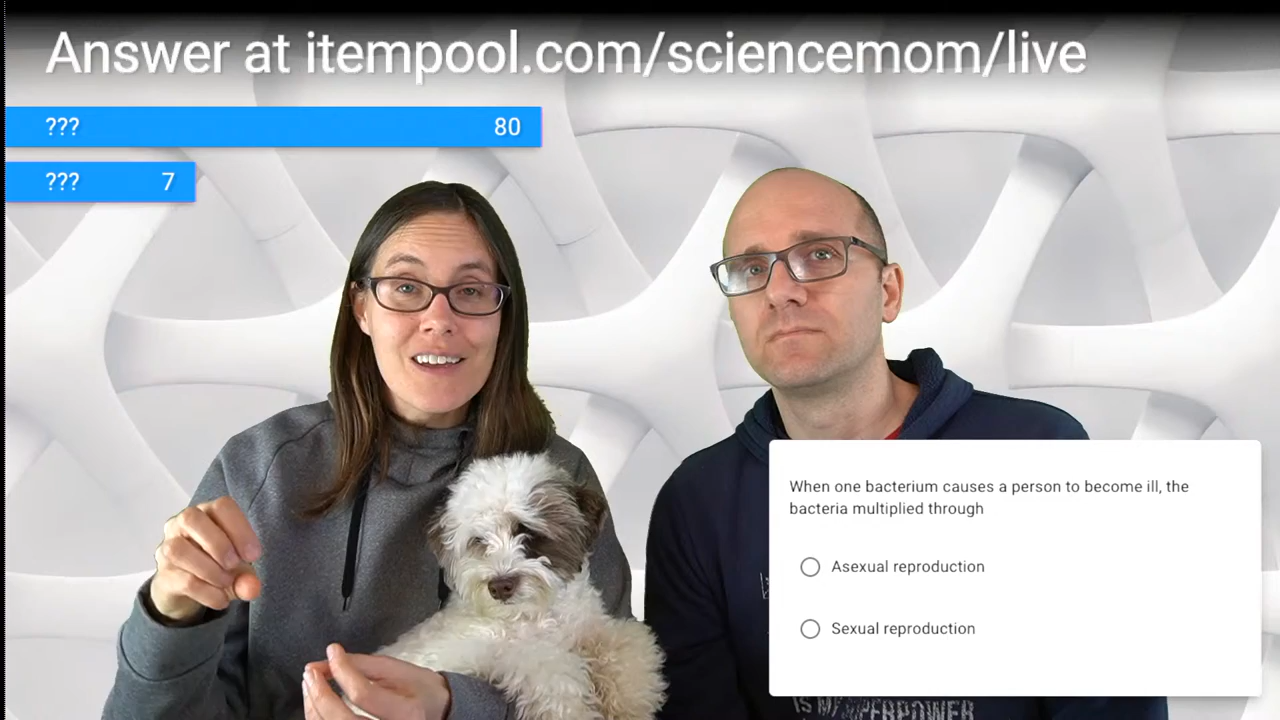 Answer at itempool.com/sciencemom/live
??? 80
??? 7
When one bacterium causes a person to become ill, the
bacteria multiplied through
Asexual reproduction
Sexual reproduction
IS MY SUPERPOWER